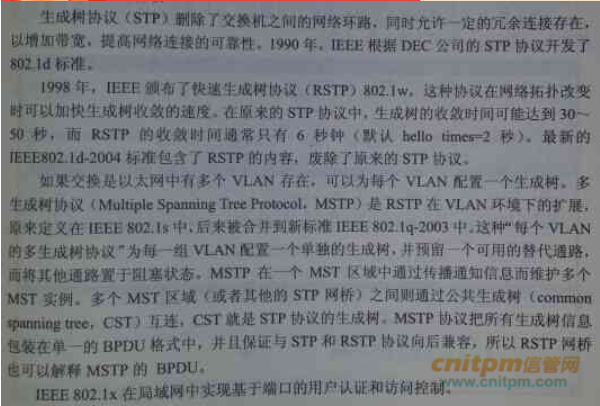 生成树协议（STP）删除了交换机之间的网络环路，同时允许一定的冗余连接存在，
以增加带宽，提高网络连接的可靠性。1990 年，IEEE 根据 DEC 公司的 STP 协议开发了
802.1d 标准。
1998 年，IEEE 颁布了快速生成树协议（RSTP）802.1w，这种协议在网络拓扑改变
时可以加快生成树收敛的速度。在原来的 STP 协议中，生成树的收敛时间可能达到 30～
50 秒，而 RSTP 的收敛时间通常只有 6 秒钟（默认 hello times=2 秒）。最新的
IEEE802.1d-2004 标准包含了 RSTP 的内容，废除了原来的 STP 协议。
如果交换是以太网中有多个 VLAN 存在，可以为每个 VLAN 配置一个生成树。多
生成树协议（Multiple Spanning Tree Protocol，MSTP）是 RSTP 在 VLAN 环境下的扩展，
原来定义在 IEEE 802.1s 中，后来被合并到新标准 IEEE 802.1q-2003 中。这种“每个 VLAN
的多生成树协议”为每一组 VLAN 配置一个单独的生成树，并预留一个可用的替代通路，
而将其他通路置于阻塞状态。MSTP 在一个 MST 区域中通过传播通知信息而维护多个
MST 实例。多个 MST 区域（或者其他的 STP 网桥）之间则通过公共生成树（common
spanning tree，CST）互连，CST 就是 STP 协议的生成树。MSTP 协议把所有生成树信息
包装在单一的 BPDU 格式中，并且保证与 STP 和 RSTP 协议向后兼容，所以 RSTP 网桥
也可以解释 MSTP 的 BPDU。
IEEE 802.1x 在局域网中实现基于端口的用户认证和访问控制。
cnitpm信管网
www.cnitpm.com